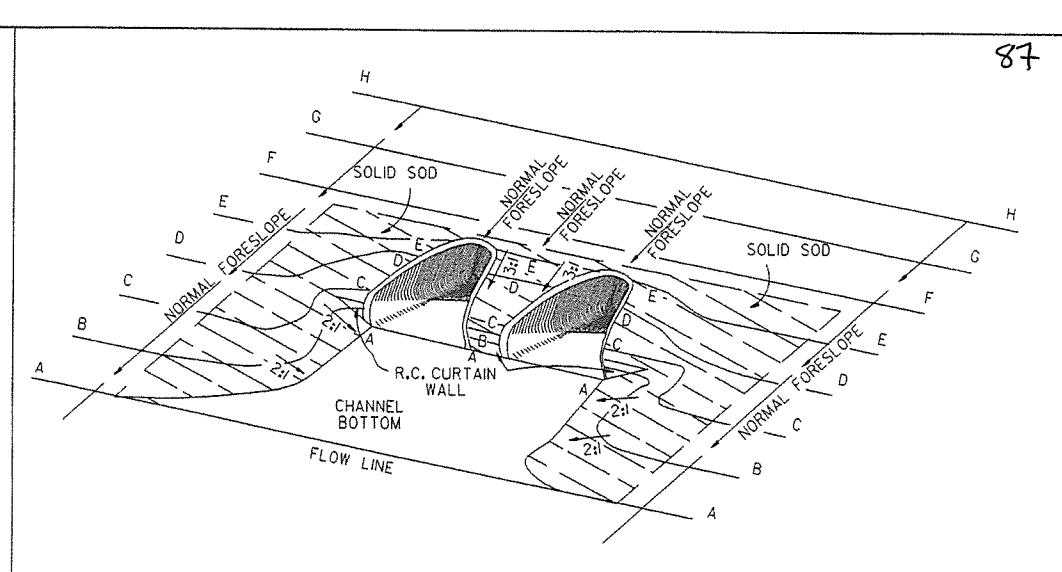 87
H
G
F
SOLID SOD
E
D
C
B
A
NORMAL FORESLOPE
NORMAL FORESLOPE
NORMAL
FORESLOPE
NORMAL
FORESLOPE
NORMAL
FORESLOPE
SOLID SOD
H
G
F
E
D
C
B
A
E
D
C
A
E
D
C
B
A
E
D
C
A
3:1
3:1
2:1
2:1
2:1
2:1
R.C. CURTAIN
WALL
CHANNEL
BOTTOM
FLOW LINE